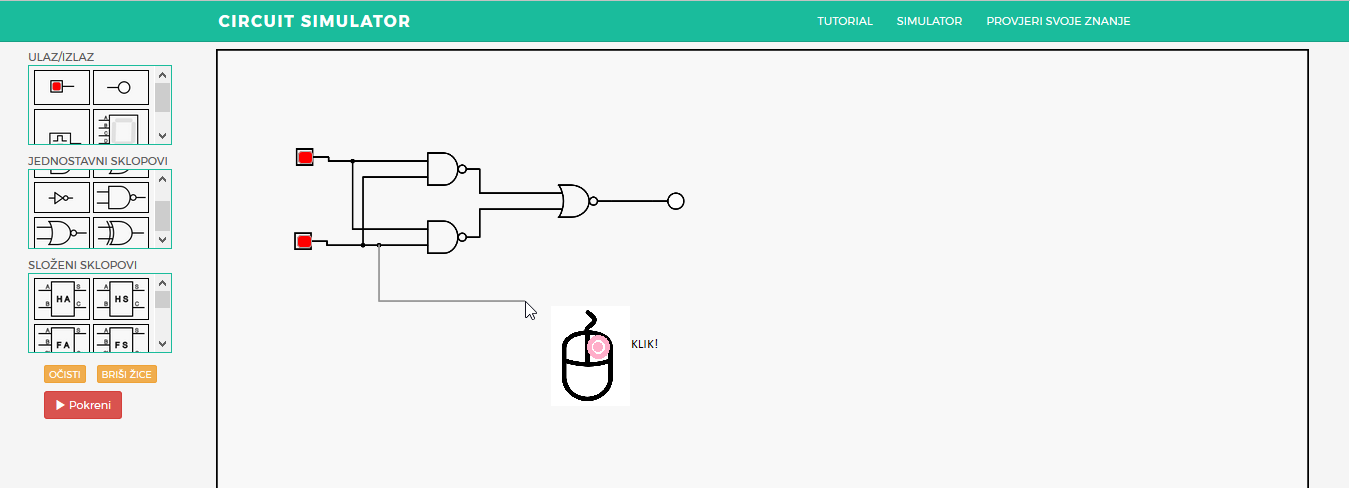 CIRCUIT SIMULATOR
TUTORIAL SIMULATOR PROVJERI SVOJE ZNANJE
ULAZ/IZLAZ
A
B
C
D
JEDNOSTAVNI SKLOPOVI
SLOŽENI SKLOPOVI
A HA S
B C
A HS S
B C
A FA S
B
A FS S
B
OČISTI BRIŠI ŽICE
Pokreni
KLIK!